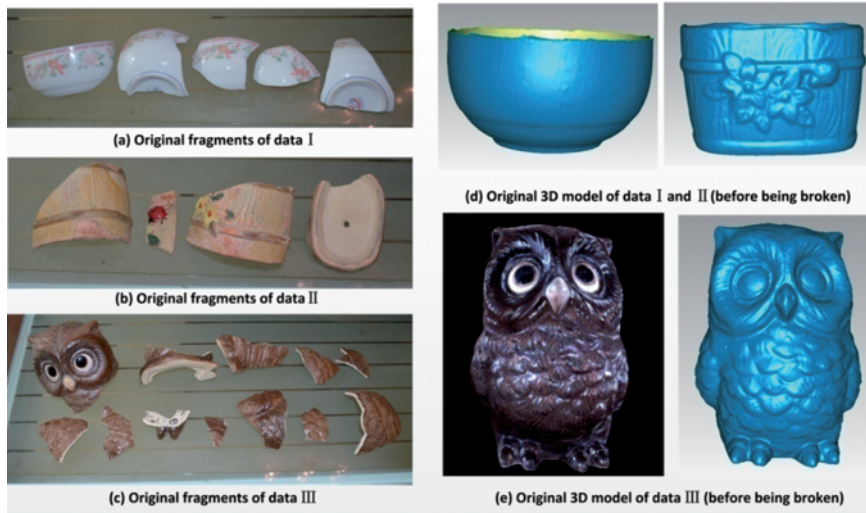 (a) Original fragments of data Ⅰ
(b) Original fragments of data Ⅱ
(c) Original fragments of data Ⅲ
(d) Original 3D model of data Ⅰ and Ⅱ (before being broken)
(e) Original 3D model of data Ⅲ (before being broken)